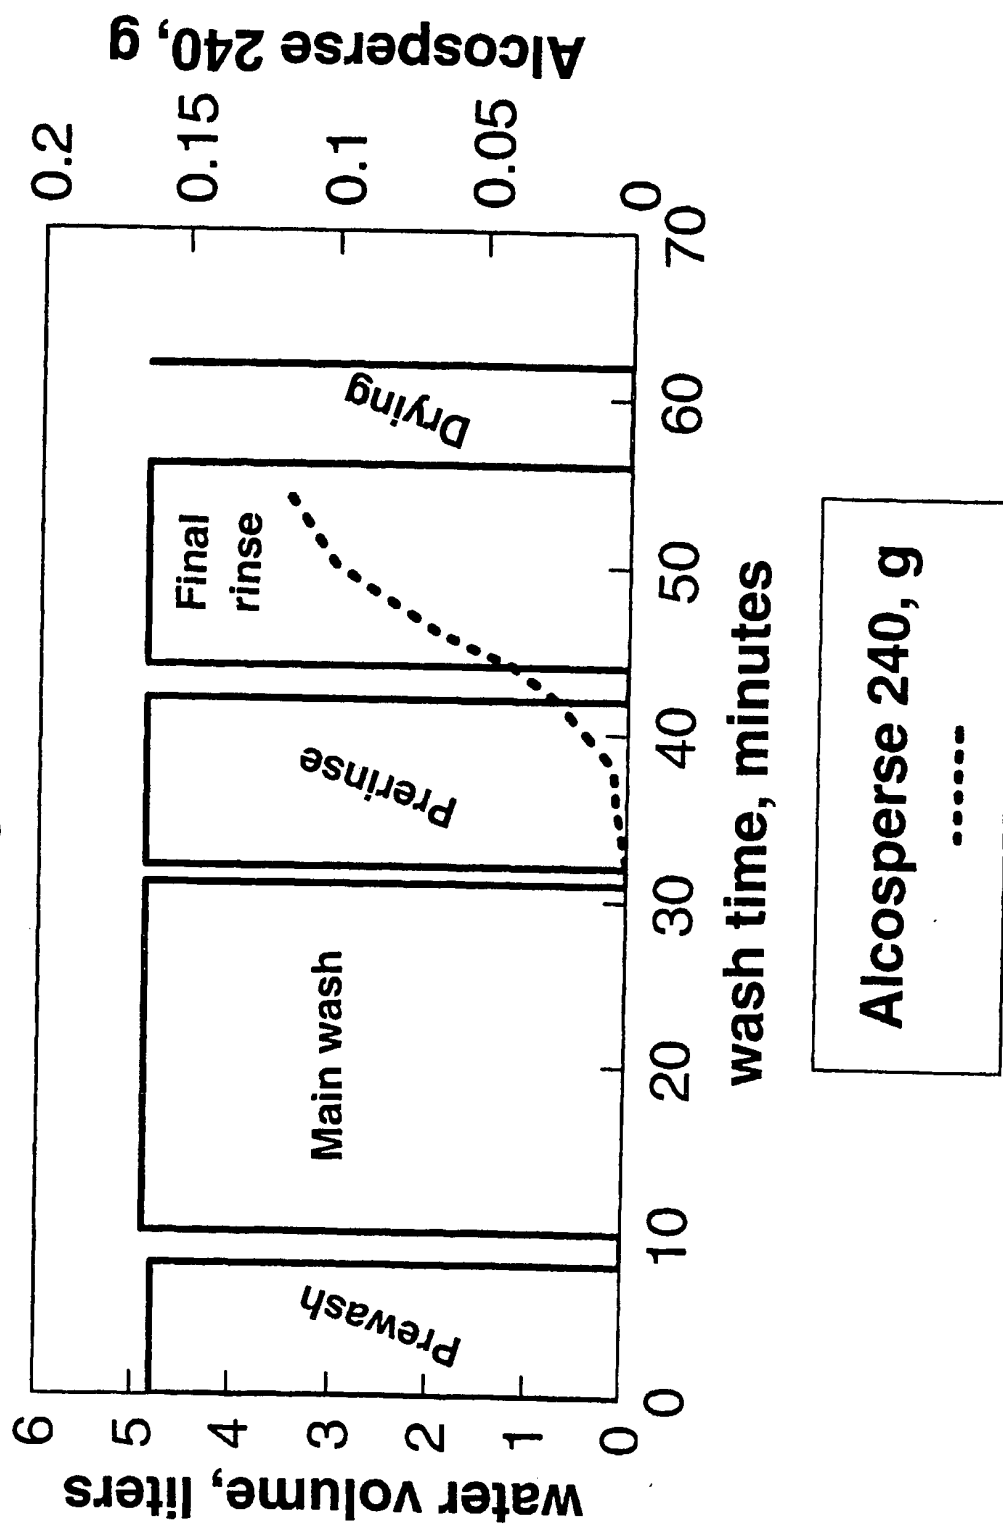 water volume, liters
6
5
4
3
2
1
0
Alcosperse 240, g
0.2
0.15
0.1
0.05
0
Prewash
Main wash
Prerinse
Final
rinse
Drying
0
10
20
30
40
50
60
70
wash time, minutes
Alcosperse 240, g